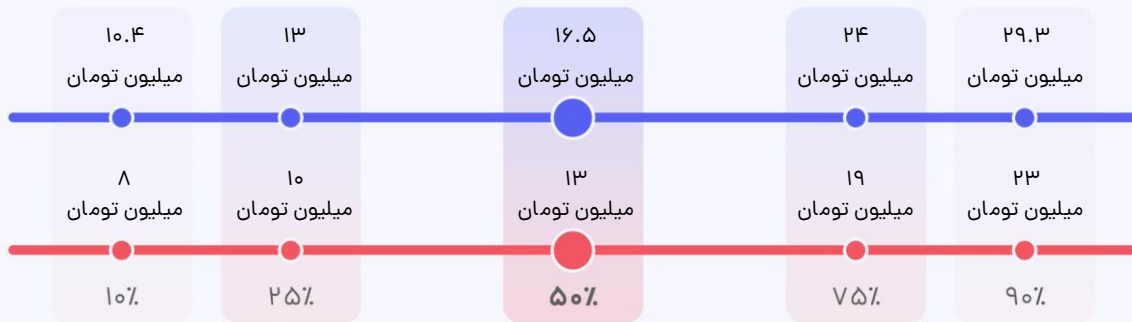 ۱۰.۴
میلیون تومان
۱۳
میلیون تومان
۱۶.۵
میلیون تومان
۲۴
میلیون تومان
۲۹.۳
میلیون تومان
۸
میلیون تومان
۱۰
میلیون تومان
۱۳
میلیون تومان
۱۹
میلیون تومان
۲۳
میلیون تومان
۱۰٪
۲۵٪
۵۰٪
۷۵٪
۹۰٪